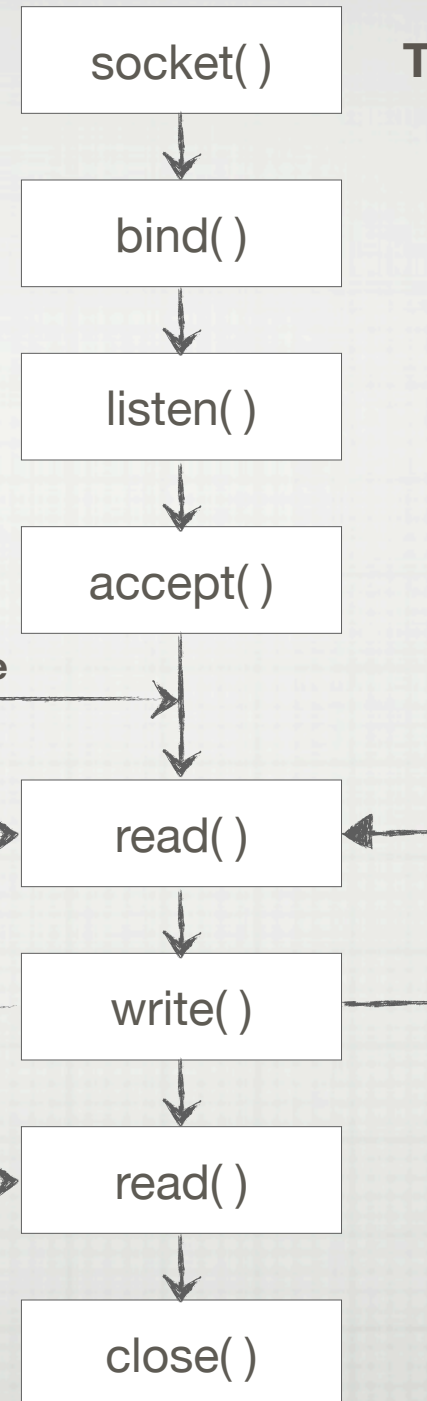 socket( )
T
bind( )
listen( )
accept( )
e
read( )
write( )
read( )
close( )